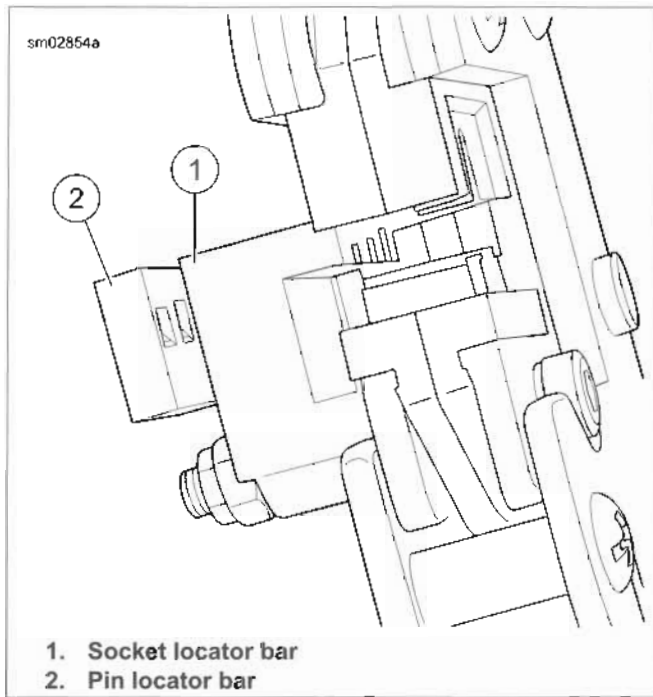 sm02854a
1
2
1. Socket locator bar
2. Pin locator bar